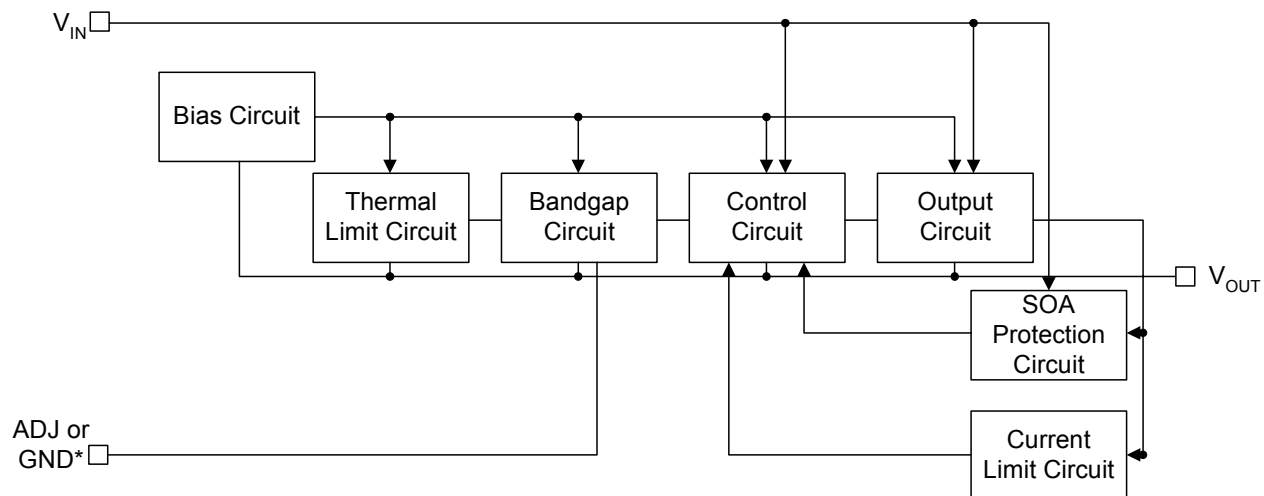 V_IN
Bias Circuit
Thermal
Limit Circuit
Bandgap
Circuit
Control
Circuit
Output
Circuit
V_OUT
SOA
Protection
Circuit
ADJ or
GND*
Current
Limit Circuit